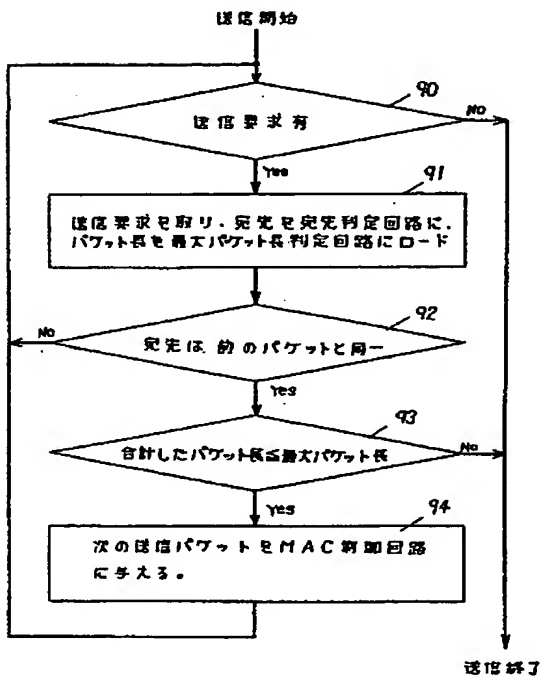 送信開始
90
送信要求有
No
Yes
91
送信要求を取り、宛先を宛先判定回路に、
パケット長を最大パケット長判定回路にロード
92
No
宛先は前のパケットと同一
Yes
93
合計したパケット長≦最大パケット長
No
Yes
94
次の送信パケットをMAC制御回路
に与える。
送信終了